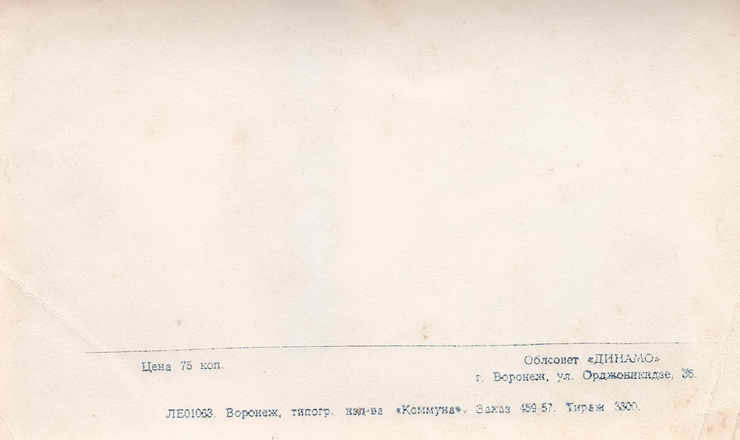 Цена 75 коп.
Облсовет «ДИНАМО»
г. Воронеж, ул. Орджоникидзе, 36.
ЛЕ01063. Воронеж, типогр. изд-ва «Коммуна». Заказ 459-57. Тираж 3300.